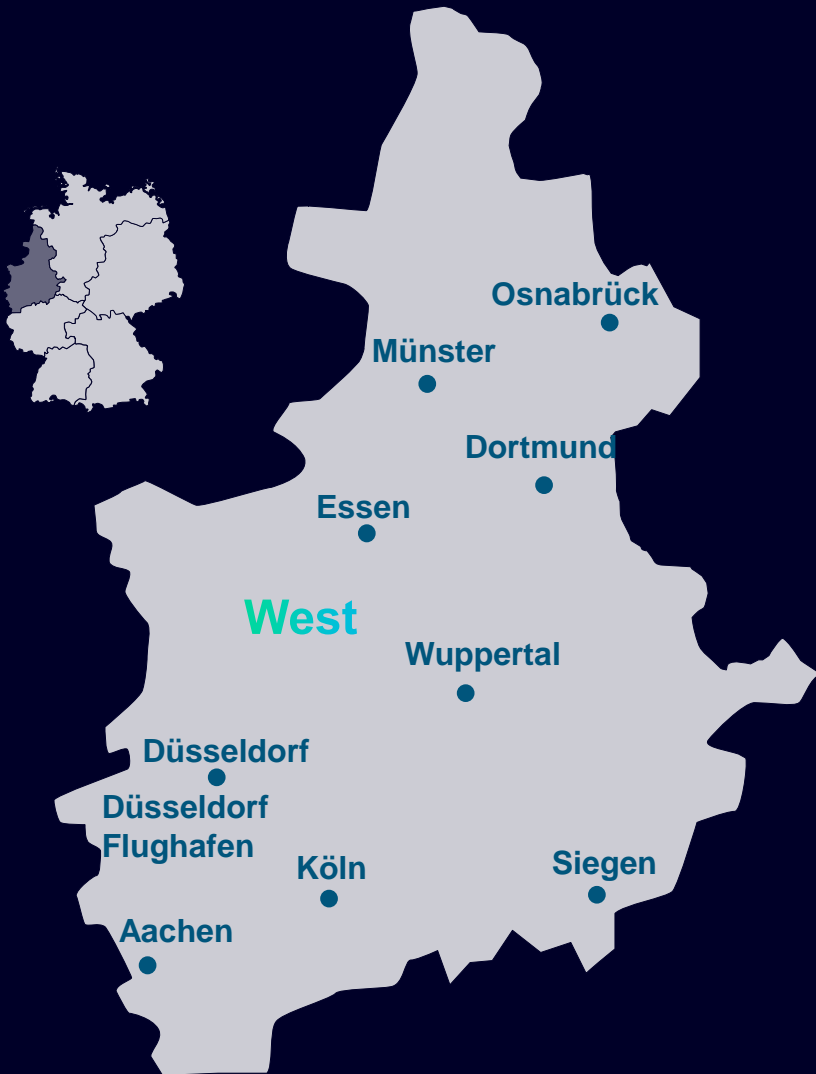 Osnabrück
Münster
Dortmund
Essen
West
Wuppertal
Düsseldorf
Düsseldorf
Flughafen
Köln
Siegen
Aachen